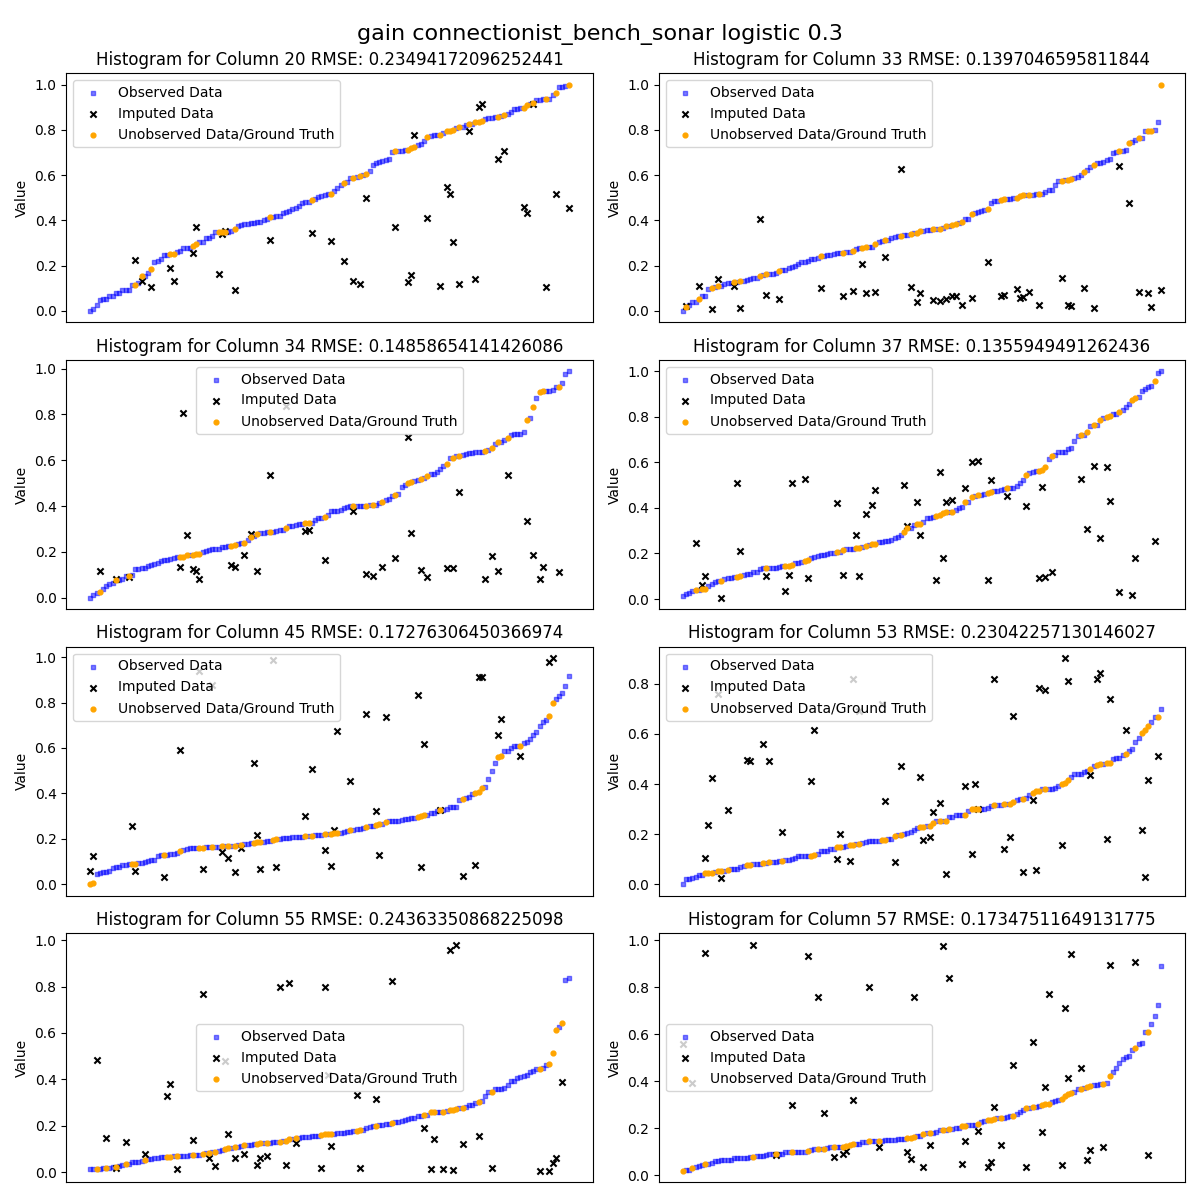 gain connectionist_bench_sonar logistic 0.3
Histogram for Column 20 RMSE: 0.23494172096252441
Value
1.0
0.8
0.6
0.4
0.2
0.0
Observed Data
Imputed Data
Unobserved Data/Ground Truth
Histogram for Column 33 RMSE: 0.1397046595811844
Value
1.0
0.8
0.6
0.4
0.2
0.0
Observed Data
Imputed Data
Unobserved Data/Ground Truth
Histogram for Column 34 RMSE: 0.14858654141426086
Value
1.0
0.8
0.6
0.4
0.2
0.0
Observed Data
Imputed Data
Unobserved Data/Ground Truth
Histogram for Column 37 RMSE: 0.1355949491262436
Value
1.0
0.8
0.6
0.4
0.2
0.0
Observed Data
Imputed Data
Unobserved Data/Ground Truth
Histogram for Column 45 RMSE: 0.17276306450366974
Value
1.0
0.8
0.6
0.4
0.2
0.0
Observed Data
Imputed Data
Unobserved Data/Ground Truth
Histogram for Column 53 RMSE: 0.23042257130146027
Value
0.8
0.6
0.4
0.2
0.0
Observed Data
Imputed Data
Unobserved Data/Ground Truth
Histogram for Column 55 RMSE: 0.24363350868225098
Value
1.0
0.8
0.6
0.4
0.2
0.0
Observed Data
Imputed Data
Unobserved Data/Ground Truth
Histogram for Column 57 RMSE: 0.17347511649131775
Value
1.0
0.8
0.6
0.4
0.2
0.0
Observed Data
Imputed Data
Unobserved Data/Ground Truth